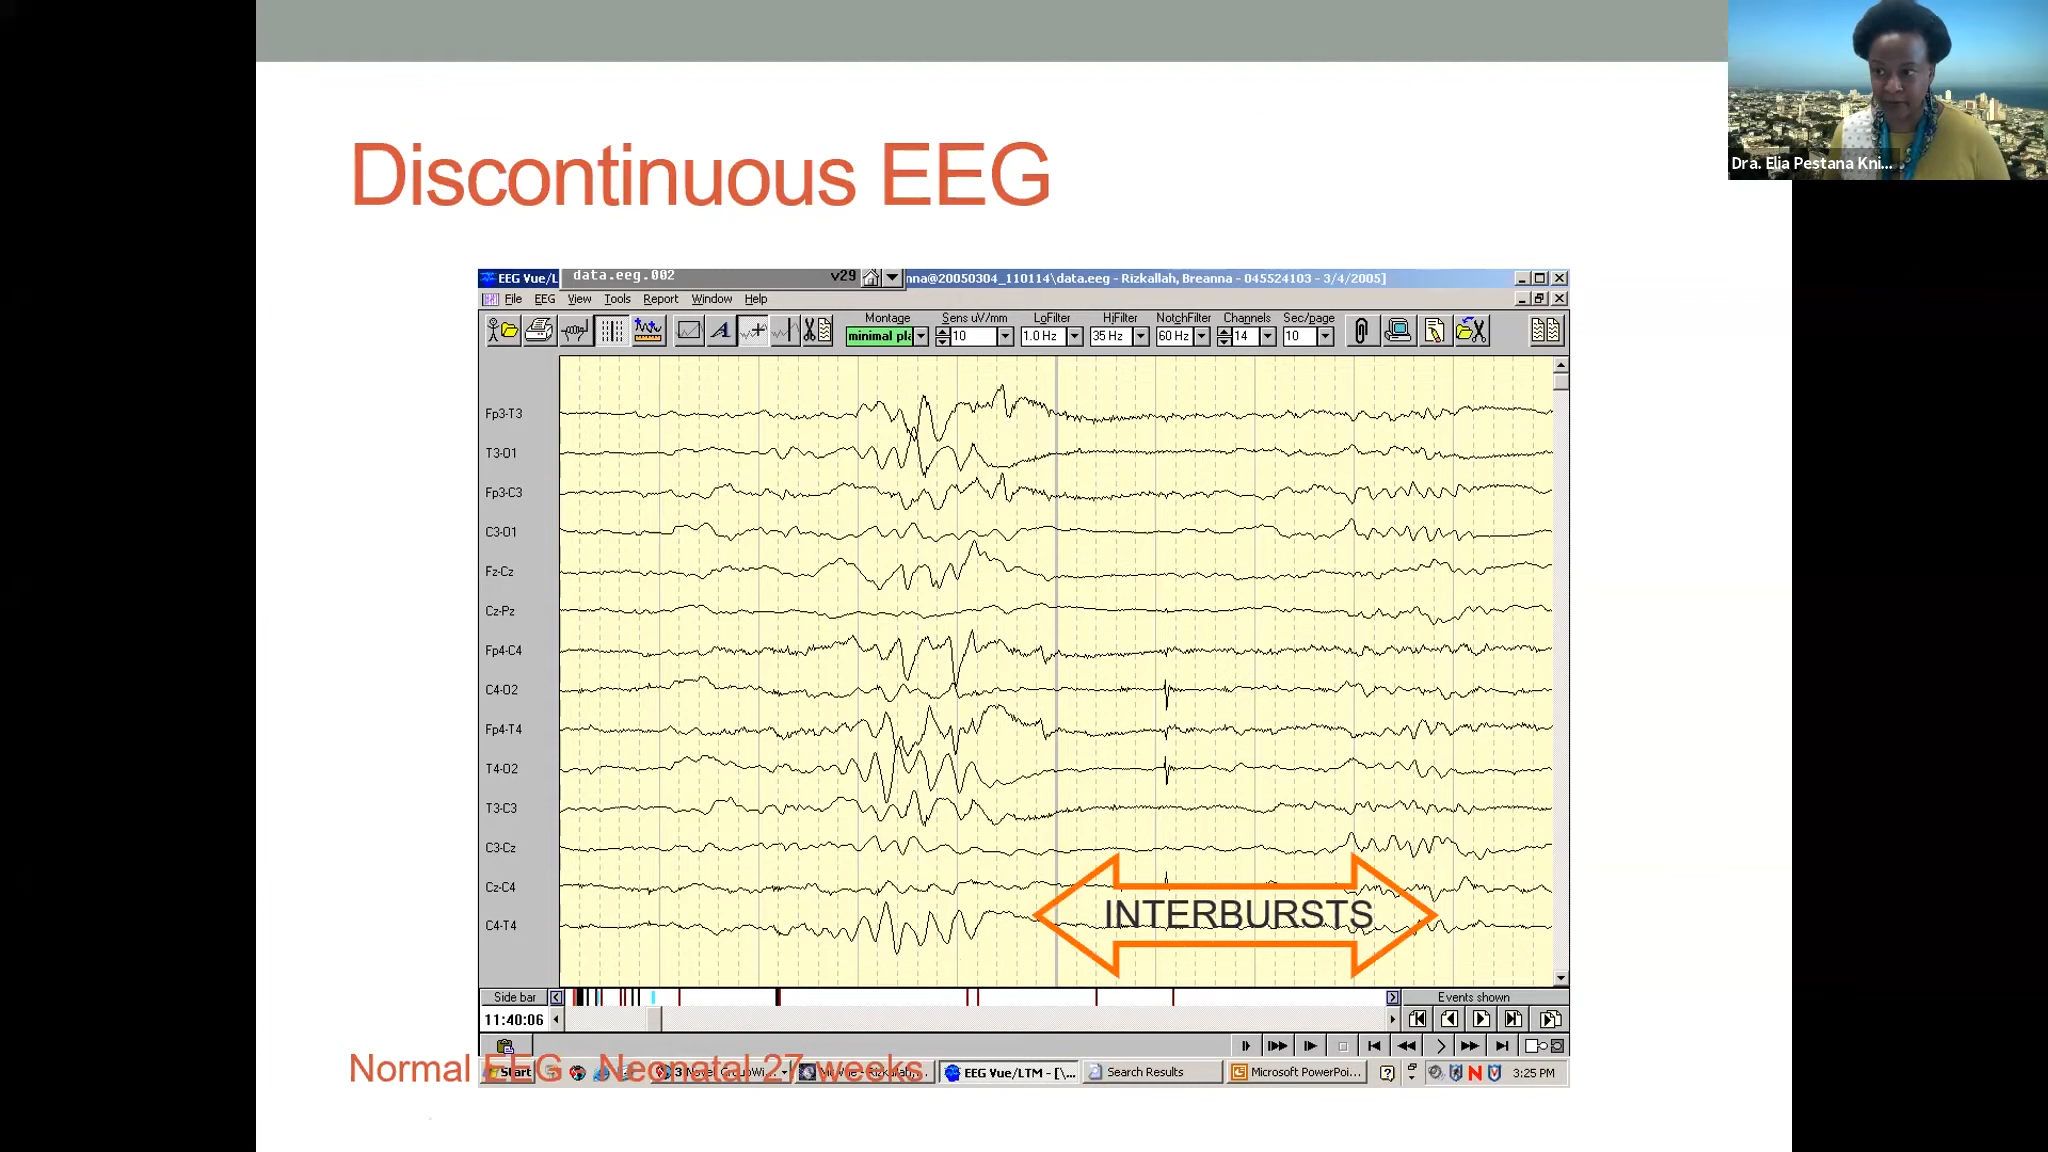 Dra. Elia Pestana Kni...
Discontinuous EEG
EEG Vue/L data.eeg.002 v29 nna@20050304_110114\data.eeg - Rizkallah, Breanna - 045524103 - 3/4/2005]
File EEG View Tools Report Window Help
Montage Sens uV/mm LoFilter HiFilter NotchFilter Channels Sec/page
minimal pla 10 1.0 Hz 35 Hz 60 Hz 14 10
Fp3-T3
T3-O1
Fp3-C3
C3-O1
Fz-Cz
Cz-Pz
Fp4-C4
C4-O2
Fp4-T4
T4-O2
T3-C3
C3-Cz
Cz-C4
C4-T4
INTERBURSTS
Side bar Events shown
11:40:06
Normal EEG - Neonatal 27 weeks
Start 3 Novel GroupWi... EEG Vue/LTM - [\... Search Results Microsoft PowerPoi... 3:25 PM